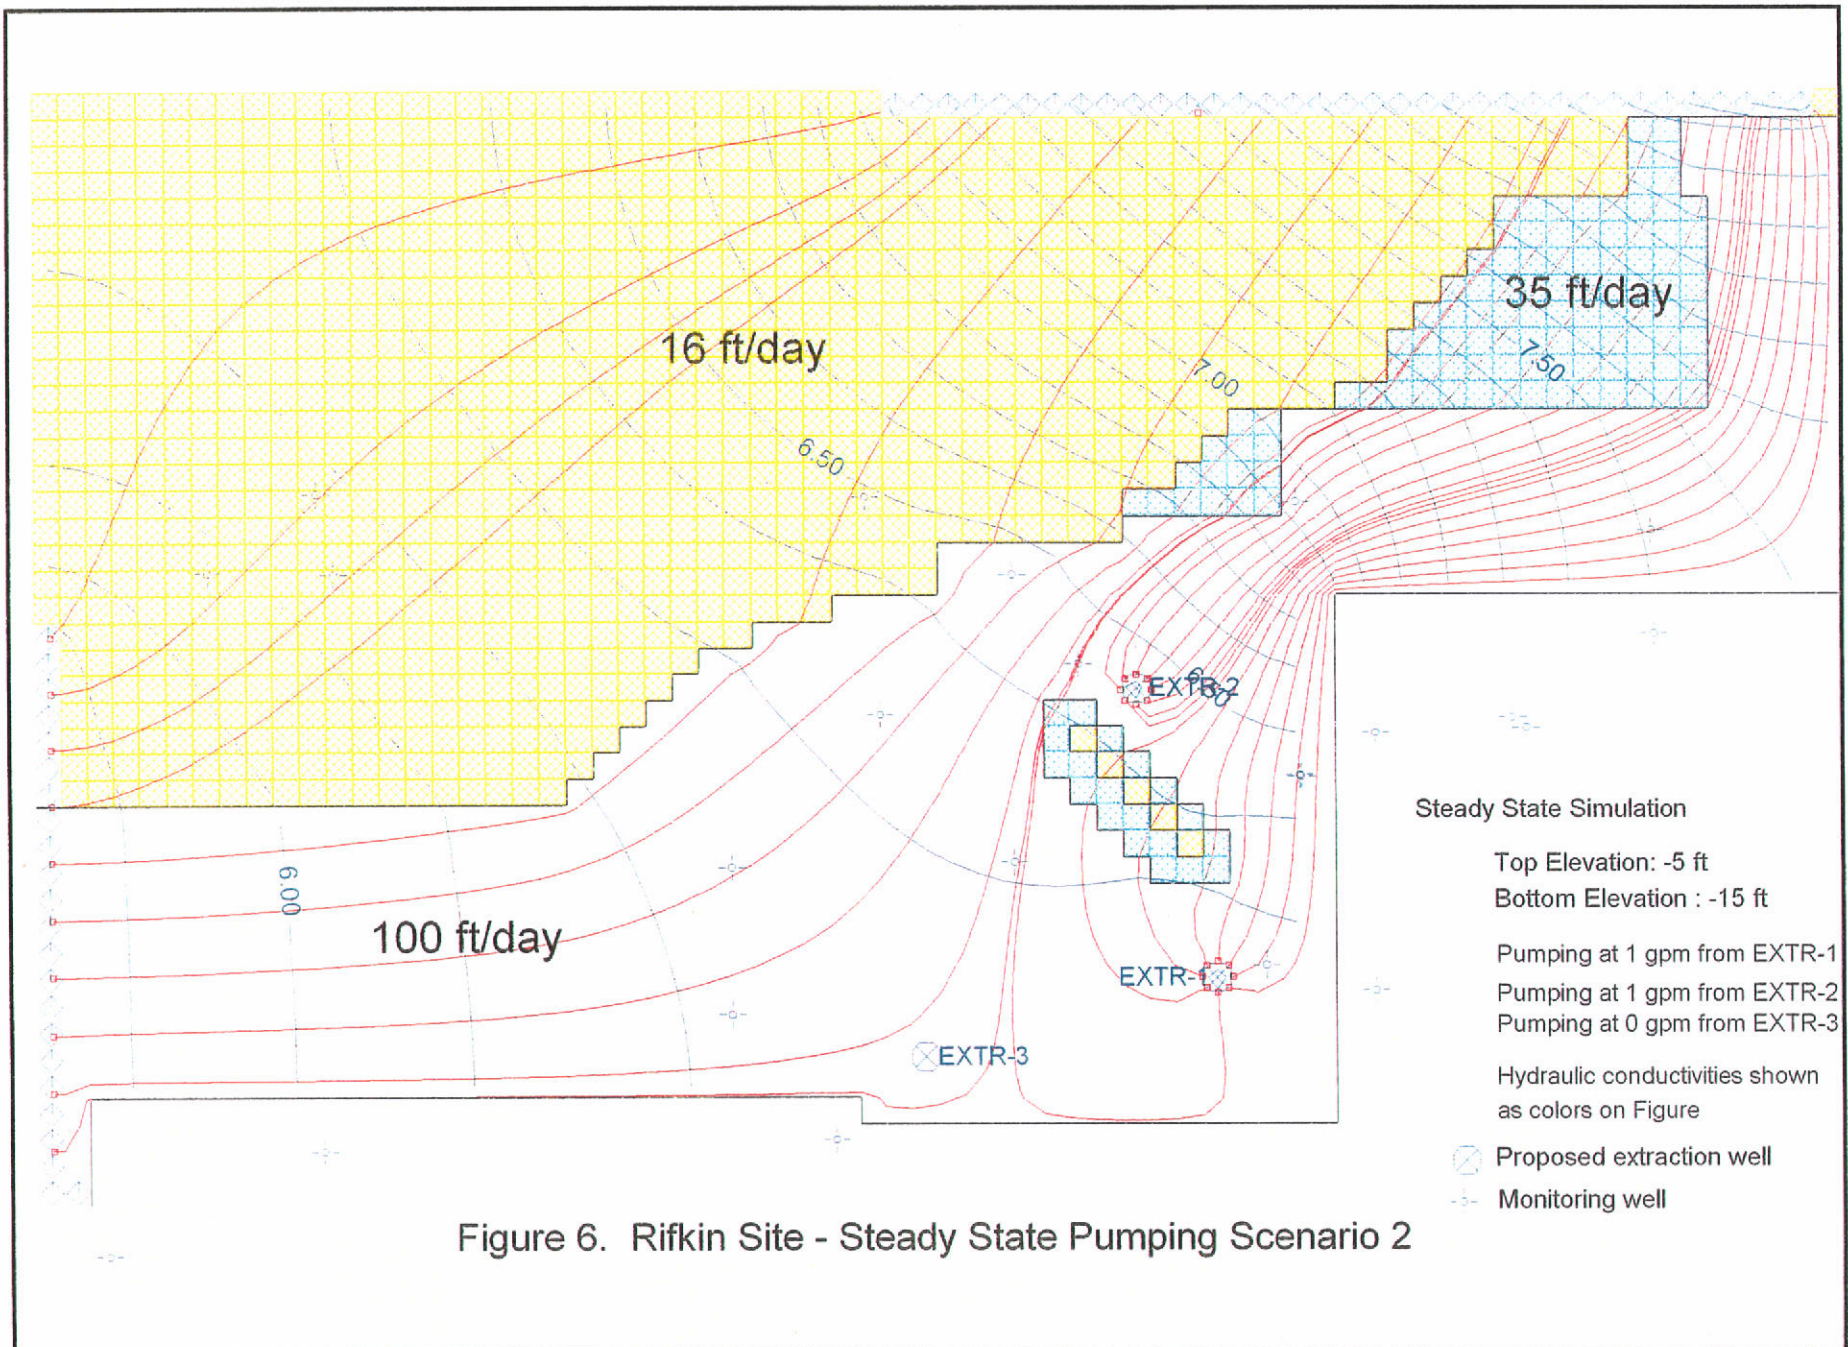 35 ft/day
16 ft/day
7.00
7.50
6.50
EXTR-2
6.50
Steady State Simulation
Top Elevation: -5 ft
Bottom Elevation : -15 ft
6.00
100 ft/day
Pumping at 1 gpm from EXTR-1
EXTR-1
Pumping at 1 gpm from EXTR-2
Pumping at 0 gpm from EXTR-3
EXTR-3
Hydraulic conductivities shown
as colors on Figure
Proposed extraction well
Monitoring well
Figure 6. Rifkin Site - Steady State Pumping Scenario 2